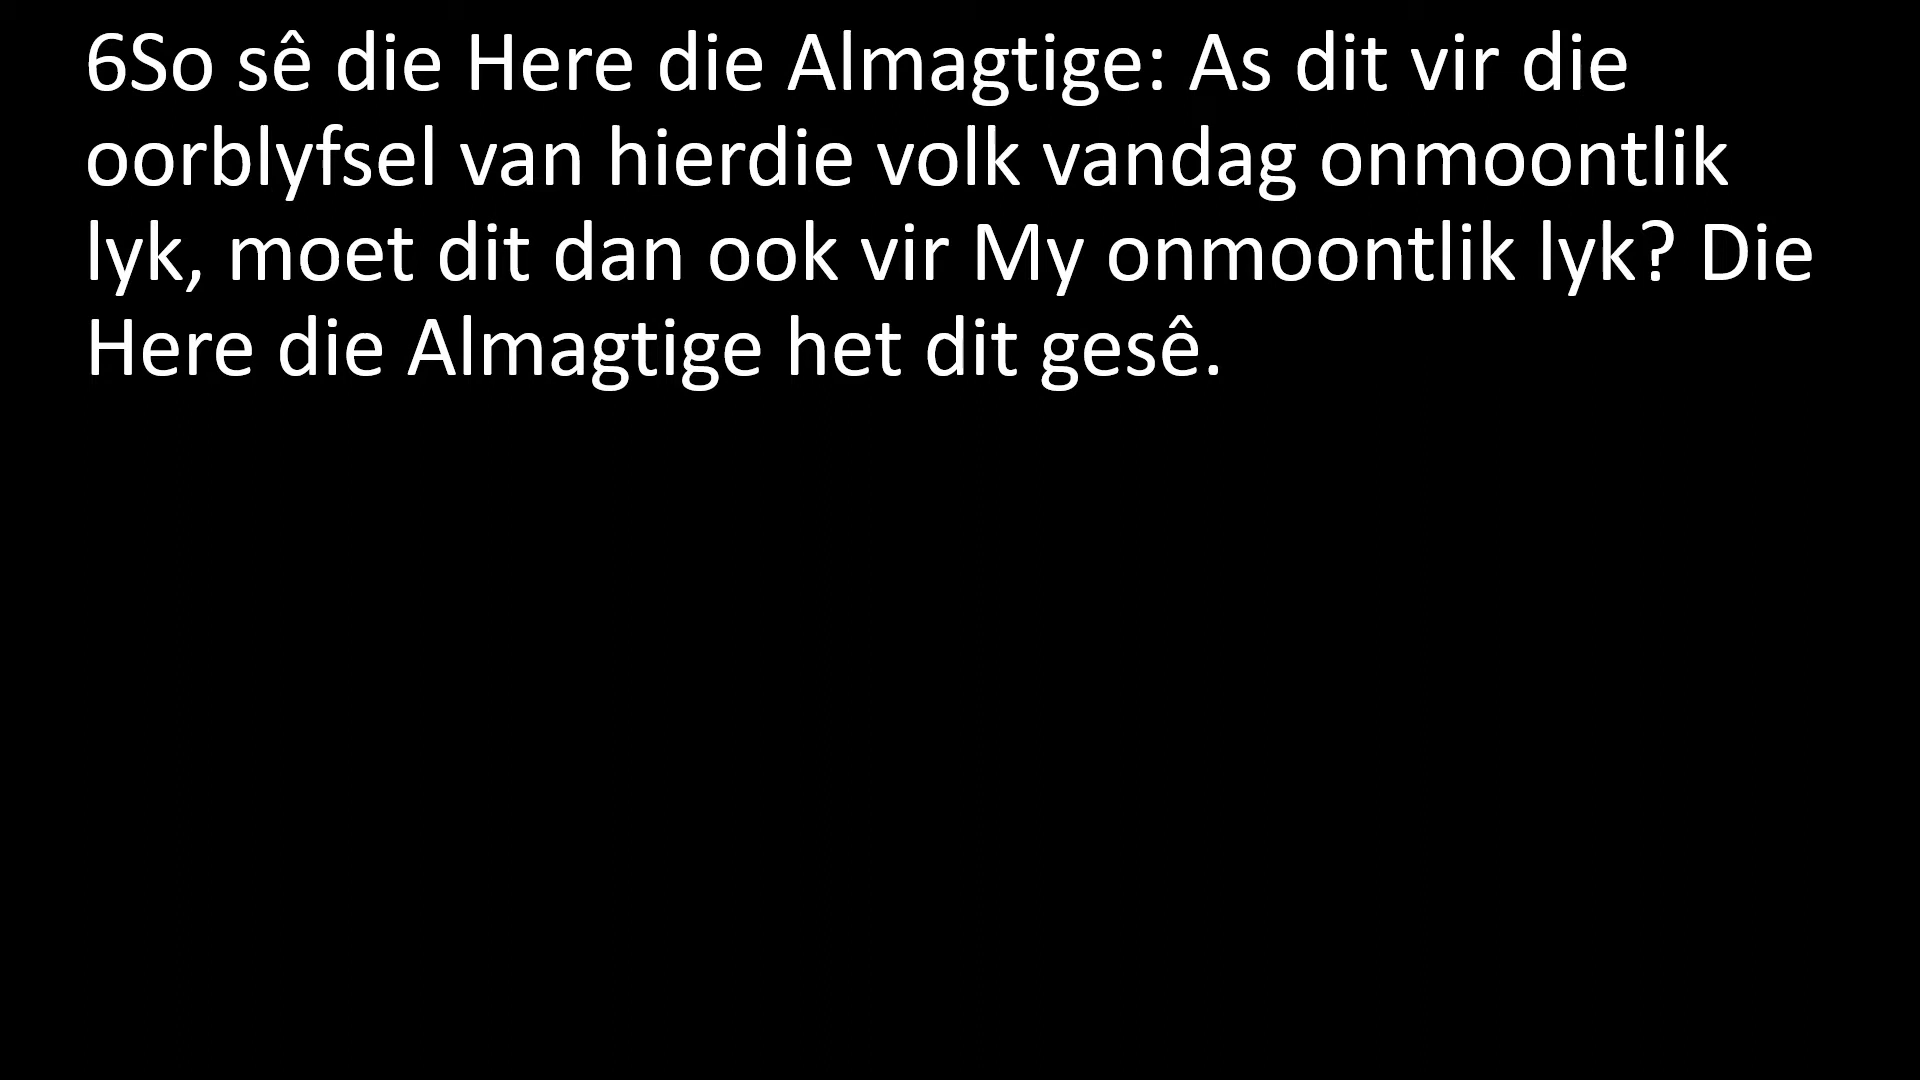 6So sê die Here die Almagtige: As dit vir die
oorblyfsel van hierdie volk vandag onmoontlik
lyk, moet dit dan ook vir My onmoontlik lyk? Die
Here die Almagtige het dit gesê.